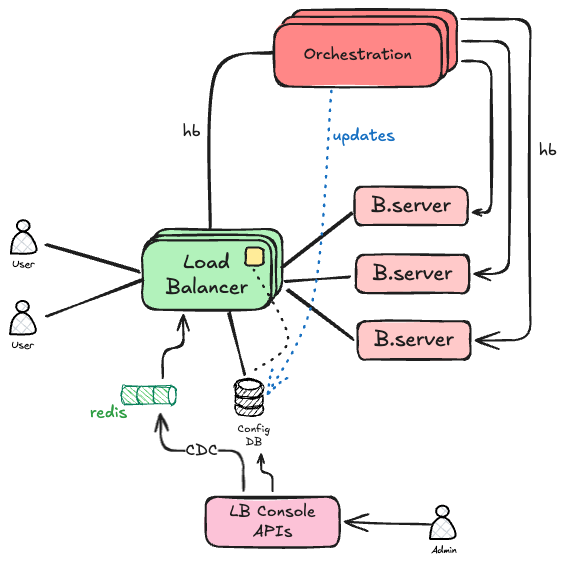 Orchestration
hb
updates
hb
B.server
User
Load
Balancer
B.server
User
B.server
redis
Config
DB
CDC
LB Console
APIs
Admin